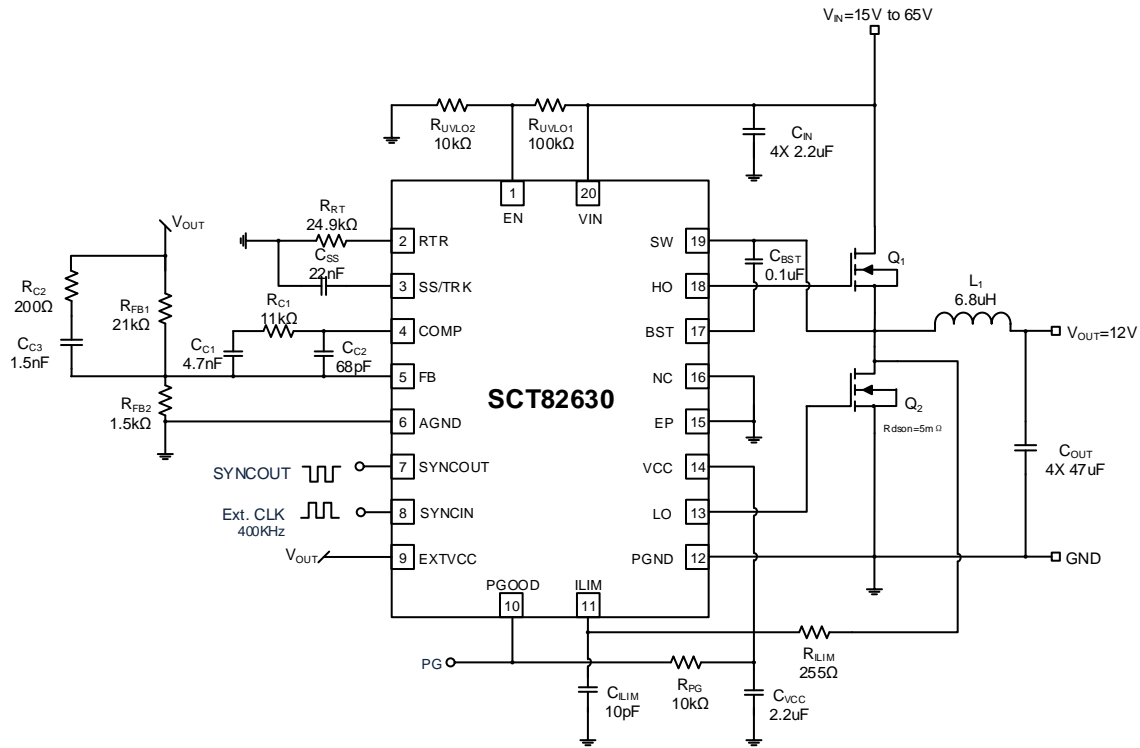 VIN=15V to 65V
RUVLO2
10kΩ
RUVLO1
100kΩ
CIN
4X 2.2uF
1
EN
20
VIN
VOUT
RC2
200Ω
CC3
1.5nF
RFB1
21kΩ
RFB2
1.5kΩ
RRT
24.9kΩ
CSS
22nF
RC1
11kΩ
CC1
4.7nF
CC2
68pF
2 RTR
3 SS/TRK
4 COMP
5 FB
6 AGND
7 SYNCOUT
8 SYNCIN
9 EXTVCC
SYNCOUT
Ext. CLK
400KHz
VOUT
SCT82630
SW 19
HO 18
BST 17
NC 16
EP 15
VCC 14
LO 13
PGND 12
CBST
0.1uF
Q1
L1
6.8uH
VOUT=12V
Q2
Rdson=5mΩ
COUT
4X 47uF
GND
PGOOD
10
ILIM
11
PG
RILIM
255Ω
RPG
10kΩ
CILIM
10pF
CVCC
2.2uF